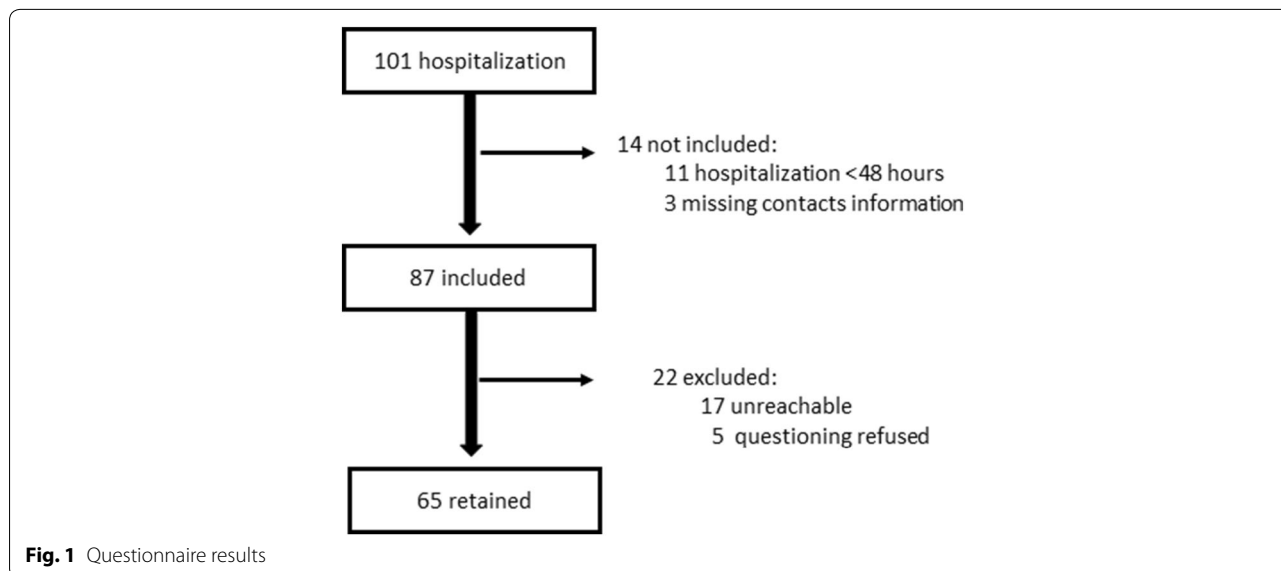 101 hospitalization
14 not included:
11 hospitalization <48 hours
3 missing contacts information
87 included
22 excluded:
17 unreachable
5 questioning refused
65 retained
Fig. 1 Questionnaire results